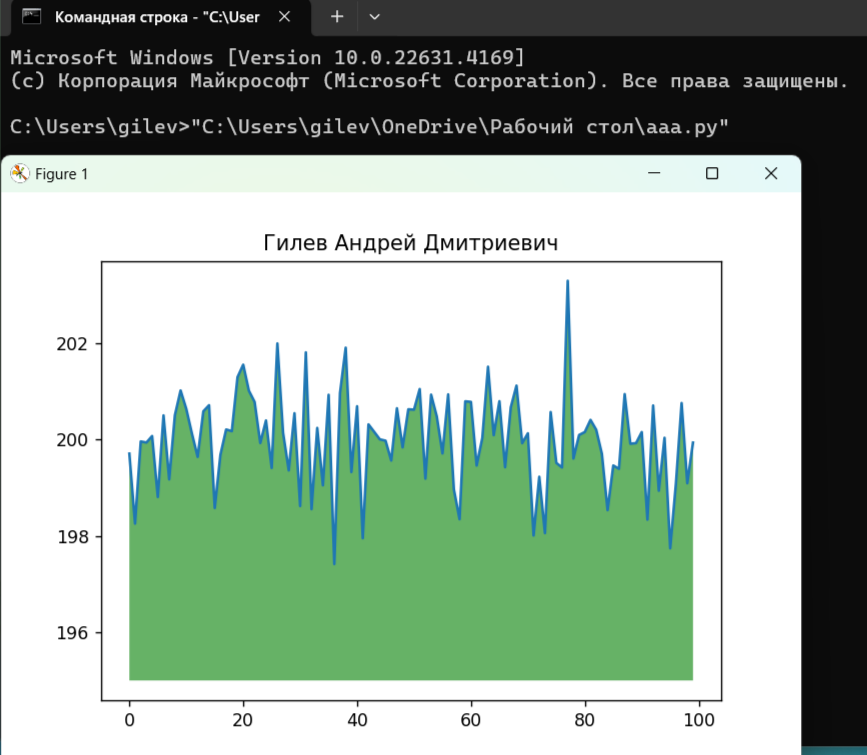 Командная строка - "C:\User
Microsoft Windows [Version 10.0.22631.4169]
(c) Корпорация Майкрософт (Microsoft Corporation). Все права защищены.
C:\Users\gilev>"C:\Users\gilev\OneDrive\Рабочий стол\aaa.py"
Figure 1
Гилев Андрей Дмитриевич
202
200
198
196
0 20 40 60 80 100